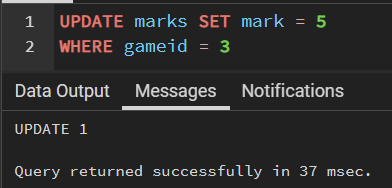 1 UPDATE marks SET mark = 5
2 WHERE gameid = 3
Data Output Messages Notifications
UPDATE 1
Query returned successfully in 37 msec.